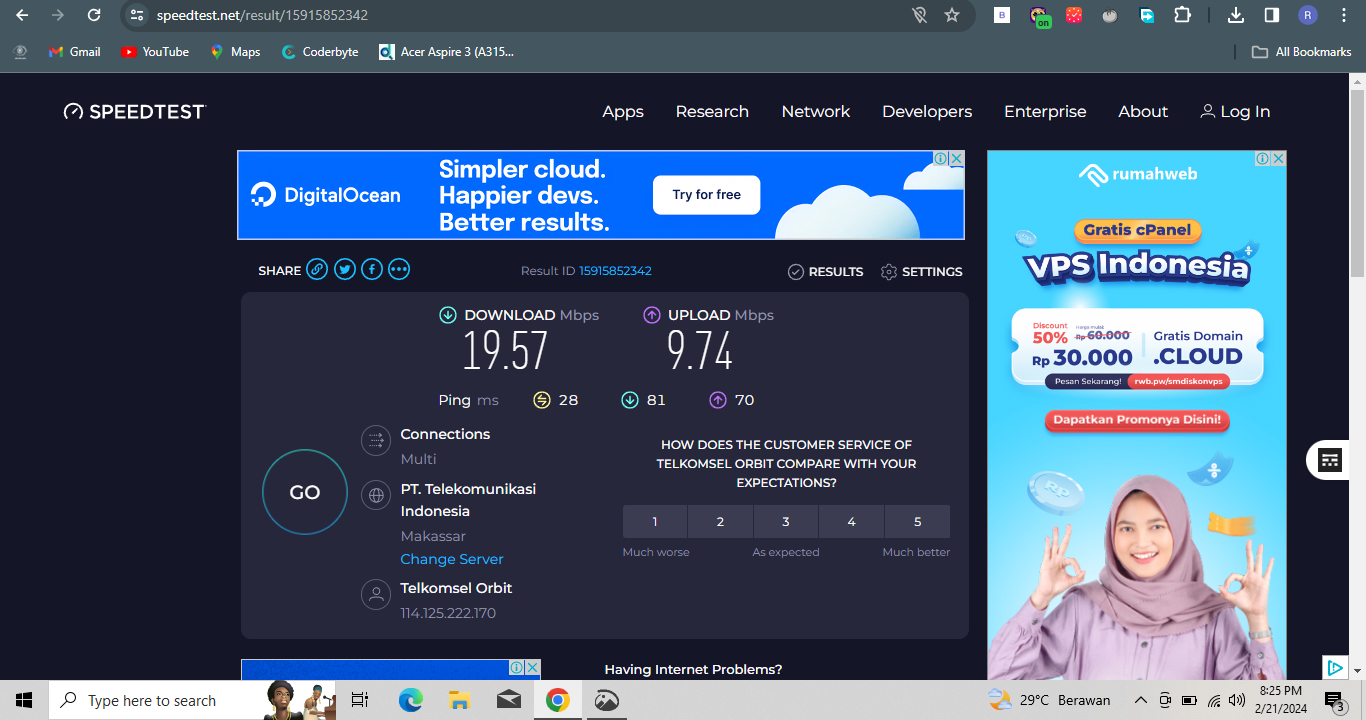 speedtest.net/result/15915852342
B
on
R
Gmail
YouTube
Maps
Coderbyte
Acer Aspire 3 (A315...
All Bookmarks
SPEEDTEST
Apps
Research
Network
Developers
Enterprise
About
Log In
DigitalOcean
Simpler cloud.
Happier devs.
Better results.
Try for free
rumahweb
Gratis cPanel
VPS Indonesia
Discount
50%
Harga mulai
Rp 60.000
Rp 30.000
Gratis Domain
.CLOUD
Pesan Sekarang! rwb.pw/smdiskonvps
Dapatkan Promonya Disini!
RP
SHARE
Result ID 15915852342
RESULTS
SETTINGS
DOWNLOAD Mbps
19.57
UPLOAD Mbps
9.74
Ping ms
28
81
70
GO
Connections
Multi
PT. Telekomunikasi
Indonesia
Makassar
Change Server
Telkomsel Orbit
114.125.222.170
HOW DOES THE CUSTOMER SERVICE OF
TELKOMSEL ORBIT COMPARE WITH YOUR
EXPECTATIONS?
1 2 3 4 5
Much worse As expected Much better
Having Internet Problems?
Type here to search
29°C Berawan
8:25 PM
2/21/2024
3